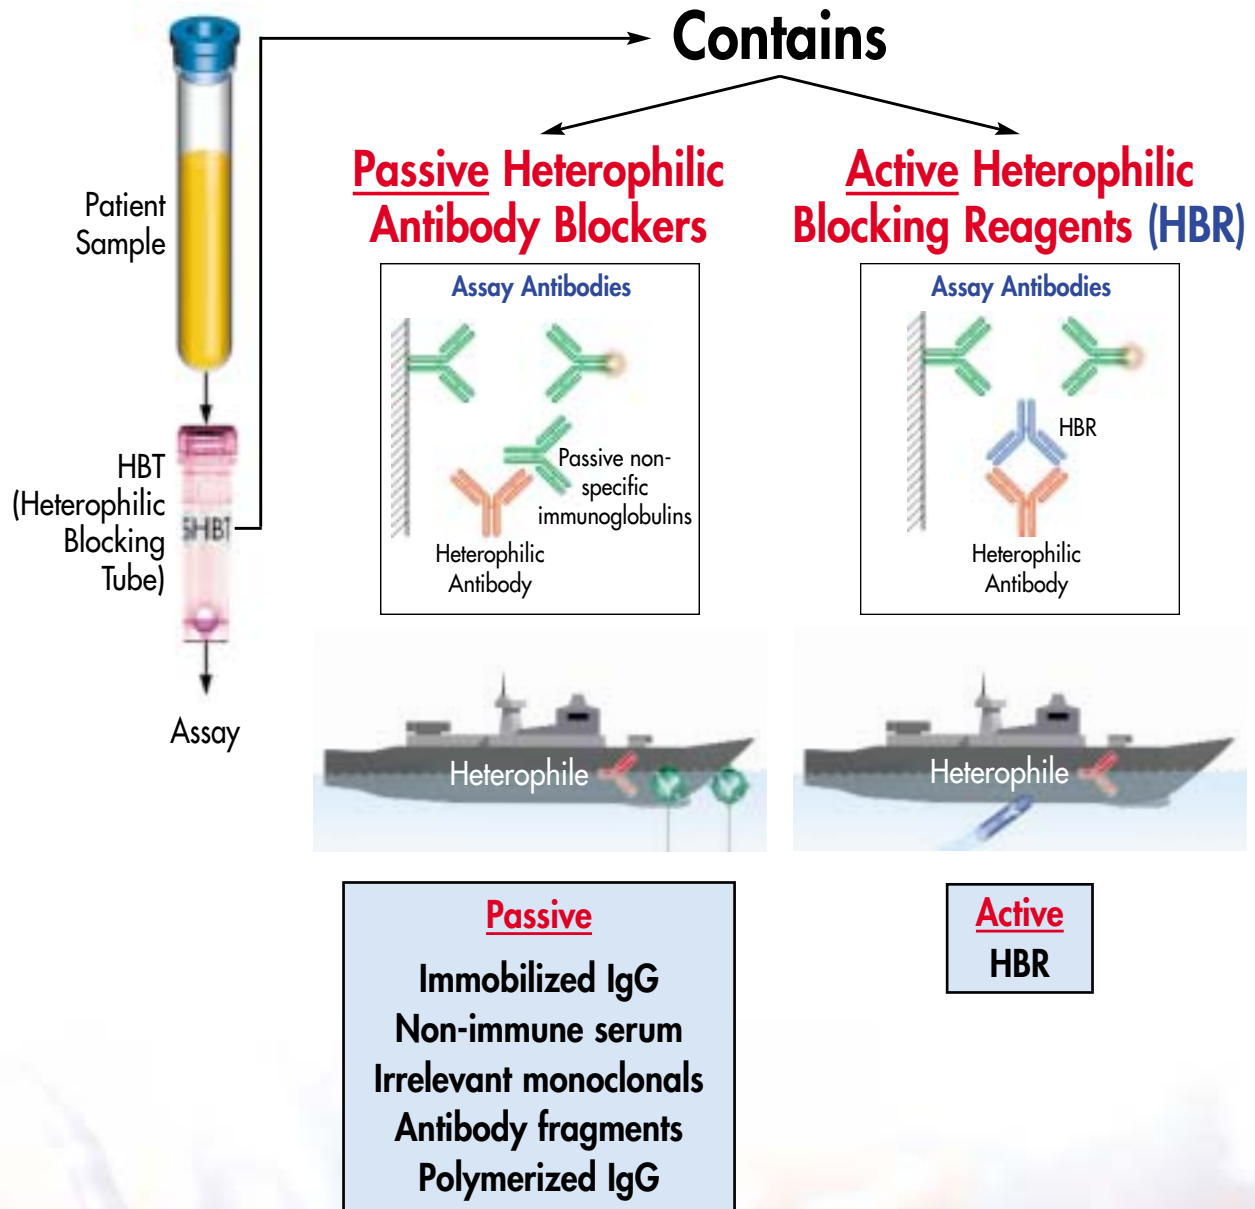 Contains
Patient
Sample
HBT
(Heterophilic
Blocking
Tube)
HBT
Assay
Passive Heterophilic
Antibody Blockers
Assay Antibodies
Passive non-
specific
immunoglobulins
Heterophilic
Antibody
Heterophile
Passive
Immobilized IgG
Non-immune serum
Irrelevant monoclonals
Antibody fragments
Polymerized IgG
Active Heterophilic
Blocking Reagents (HBR)
Assay Antibodies
HBR
Heterophilic
Antibody
Heterophile
Active
HBR